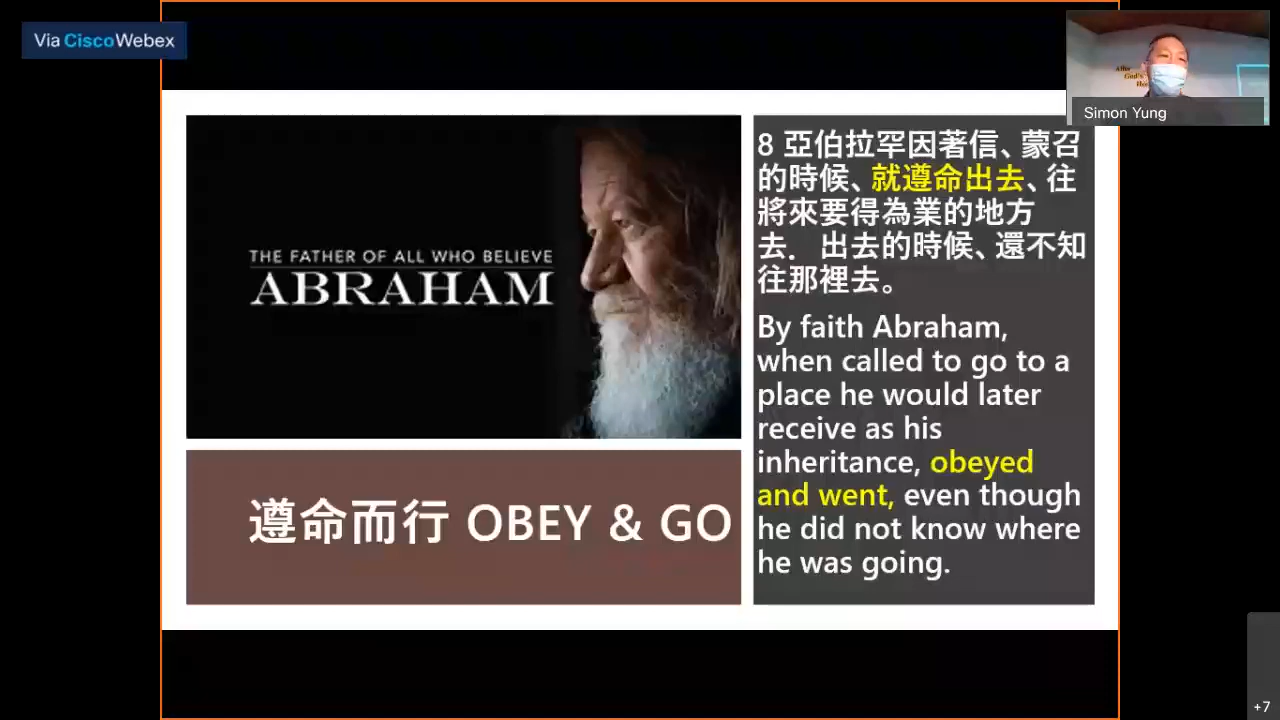 Via Cisco Webex
Simon Yung
THE FATHER OF ALL WHO BELIEVE
ABRAHAM
遵命而行 OBEY & GO
8 亞伯拉罕因著信、蒙召
的時候、就遵命出去、往
將來要得為業的地方
去． 出去的時候、還不知
往那裡去。
By faith Abraham,
when called to go to a
place he would later
receive as his
inheritance, obeyed
and went, even though
he did not know where
he was going.
+7